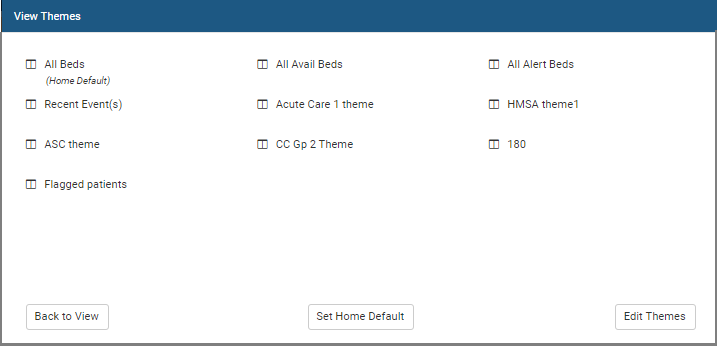 View Themes
All Beds
All Avail Beds
All Alert Beds
(Home Default)
Recent Event(s)
Acute Care 1 theme
HMSA theme1
ASC theme
CC Gp 2 Theme
180
Flagged patients
Back to View
Set Home Default
Edit Themes